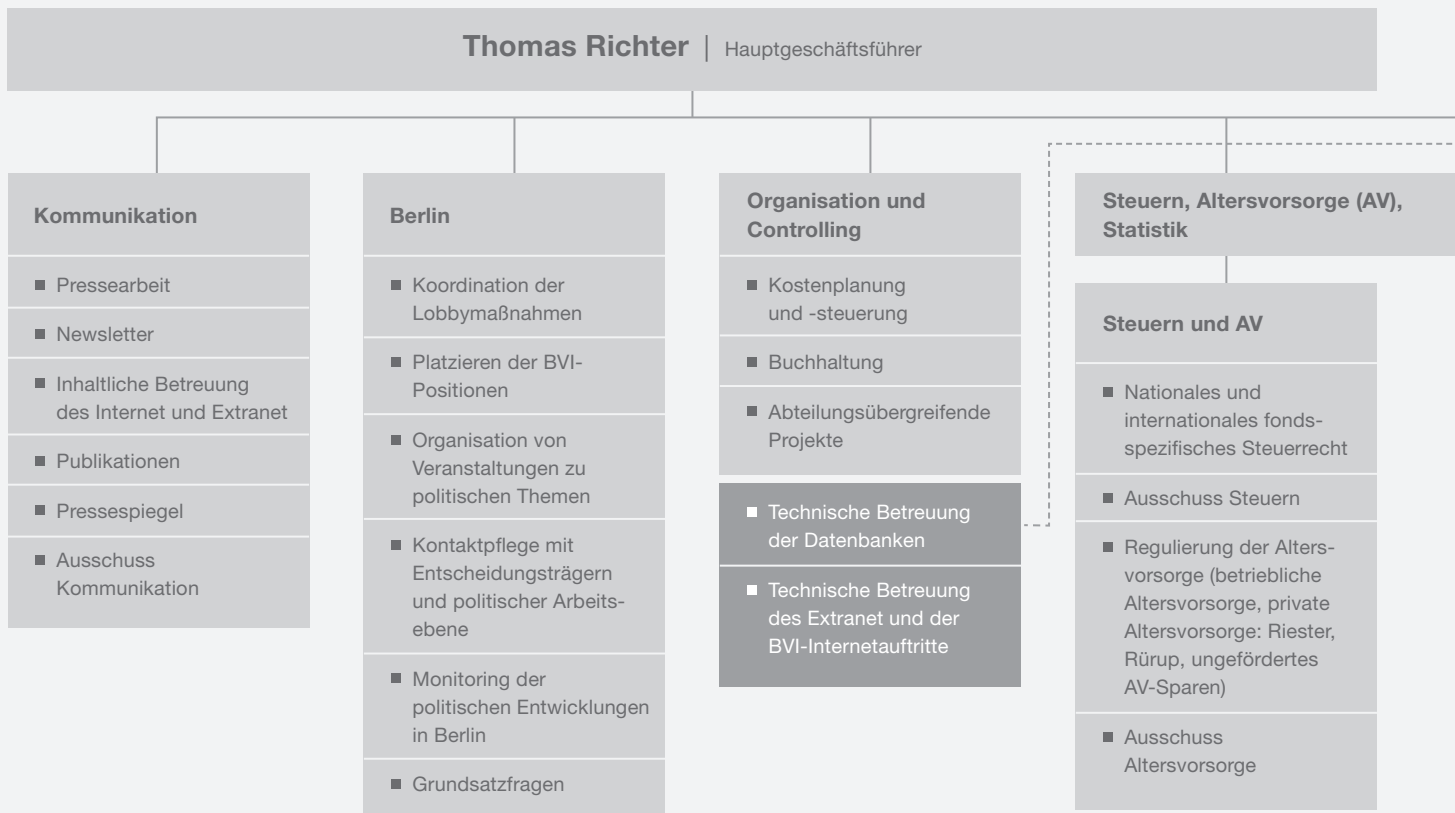 Thomas Richter | Hauptgeschäftsführer
Kommunikation
■ Pressearbeit
■ Newsletter
■ Inhaltliche Betreuung
des Internet und Extranet
■ Publikationen
■ Pressespiegel
■ Ausschuss
Kommunikation
Berlin
■ Koordination der
Lobbymaßnahmen
■ Platzieren der BVI-
Positionen
■ Organisation von
Veranstaltungen zu
politischen Themen
■ Kontaktpflege mit
Entscheidungsträgern
und politischer Arbeits-
ebene
■ Monitoring der
politischen Entwicklungen
in Berlin
■ Grundsatzfragen
Organisation und
Controlling
■ Kostenplanung
und -steuerung
■ Buchhaltung
■ Abteilungsübergreifende
Projekte
■ Technische Betreuung
der Datenbanken
■ Technische Betreuung
des Extranet und der
BVI-Internetauftritte
Steuern, Altersvorsorge (AV),
Statistik
Steuern und AV
■ Nationales und
internationales fonds-
spezifisches Steuerrecht
■ Ausschuss Steuern
■ Regulierung der Alters-
vorsorge (betriebliche
Altersvorsorge, private
Altersvorsorge: Riester,
Rürup, ungefördertes
AV-Sparen)
■ Ausschuss
Altersvorsorge